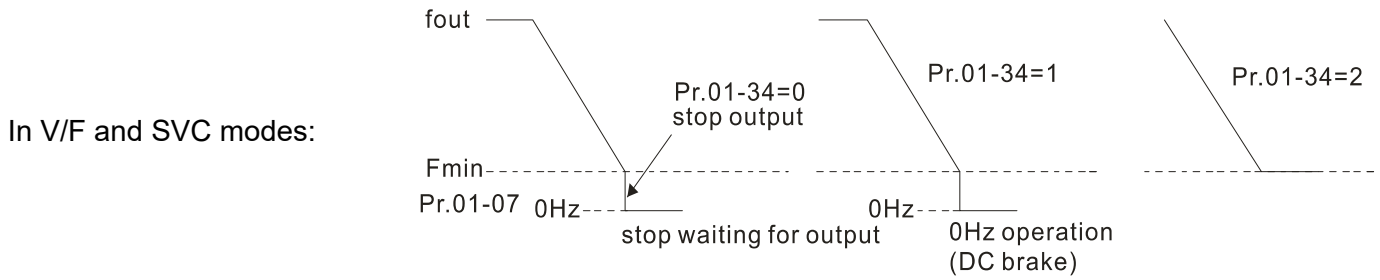 In V/F and SVC modes:
fout
Pr.01-34=0
stop output
Fmin
Pr.01-07
0Hz
stop waiting for output
Pr.01-34=1
0Hz
0Hz operation
(DC brake)
Pr.01-34=2